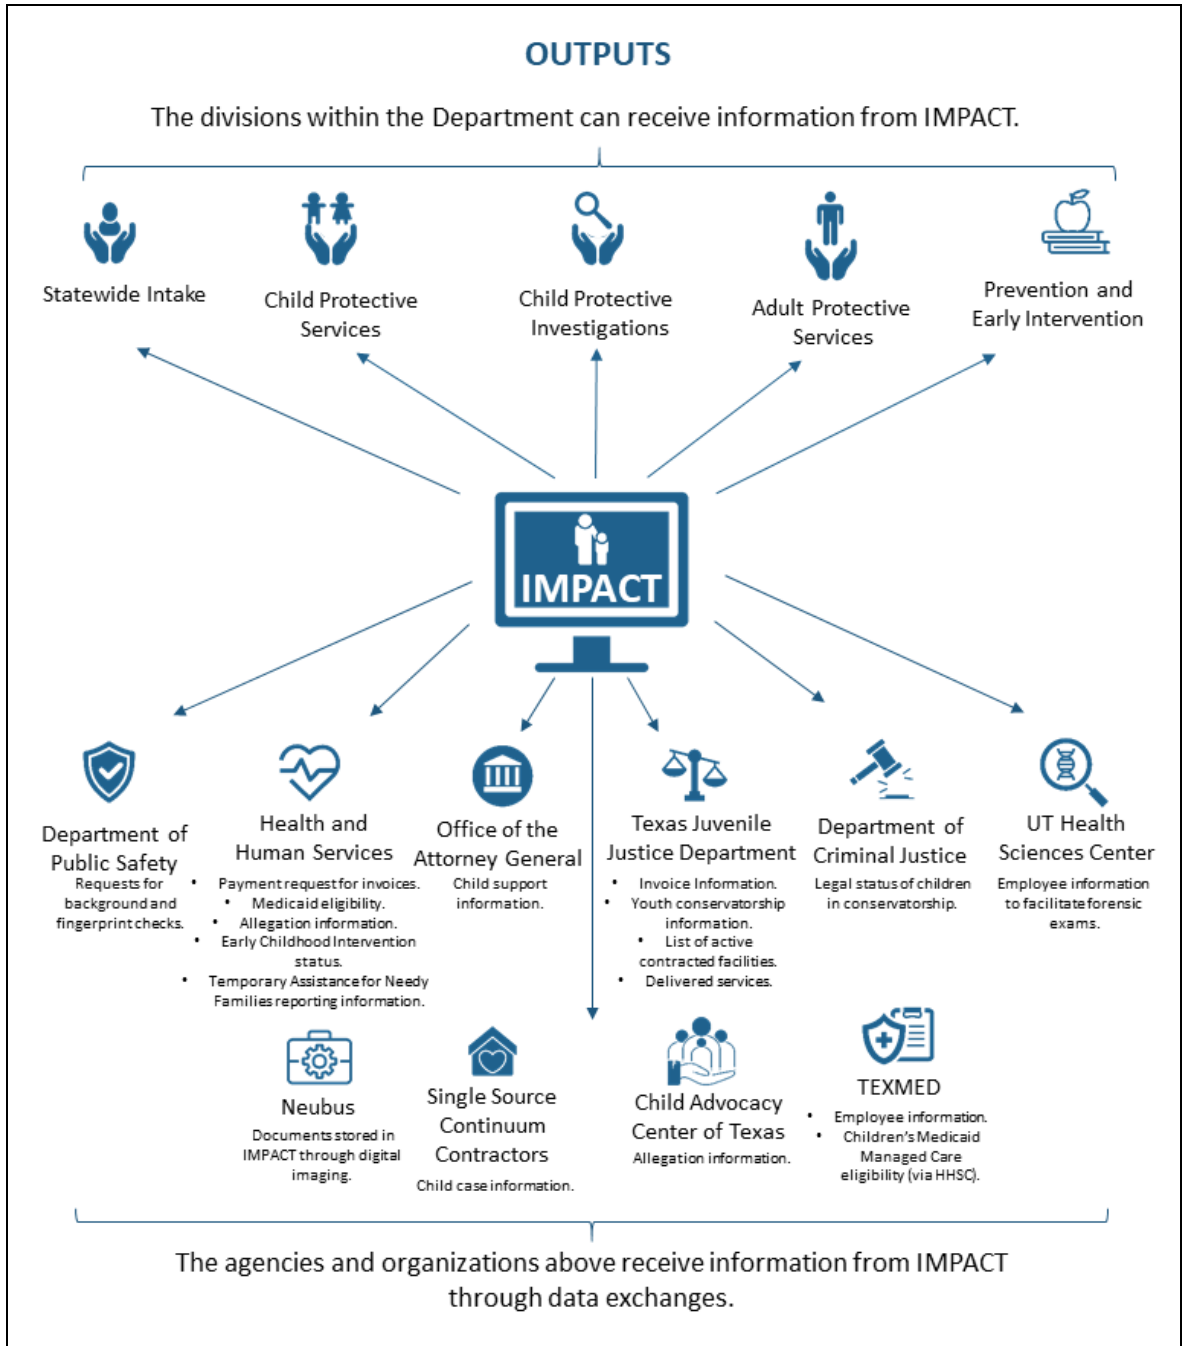 OUTPUTS
The divisions within the Department can receive information from IMPACT.
Statewide Intake
Child Protective
Services
Child Protective
Investigations
Adult Protective
Services
Prevention and
Early Intervention
IMPACT
Department of
Public Safety
Requests for
background and
fingerprint checks.
Health and
Human Services
• Payment request for invoices.
• Medicaid eligibility.
• Allegation information.
• Early Childhood Intervention
status.
• Temporary Assistance for Needy
Families reporting information.
Office of the
Attorney General
Child support
information.
Texas Juvenile
Justice Department
• Invoice Information.
• Youth conservatorship
information.
• List of active
contracted facilities.
• Delivered services.
Department of
Criminal Justice
Legal status of children
in conservatorship.
UT Health
Sciences Center
Employee information
to facilitate forensic
exams.
Neubus
Documents stored in
IMPACT through digital
imaging.
Single Source
Continuum
Contractors
Child case information.
Child Advocacy
Center of Texas
Allegation information.
TEXMED
• Employee information.
• Children's Medicaid
Managed Care
eligibility (via HHSC).
The agencies and organizations above receive information from IMPACT
through data exchanges.